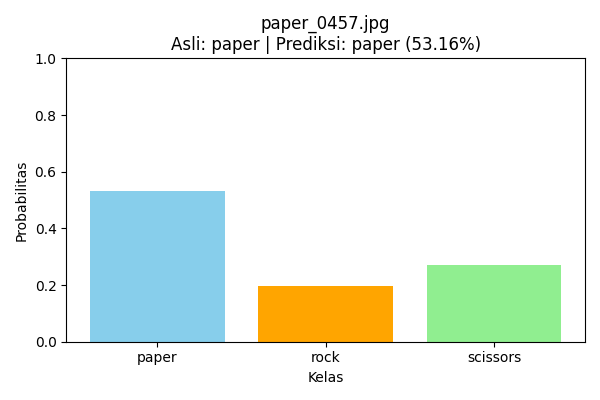 paper_0457.jpg
Asli: paper | Prediksi: paper (53.16%)
1.0
0.8
0.6
0.4
0.2
0.0
Probabilitas
paper
rock
scissors
Kelas